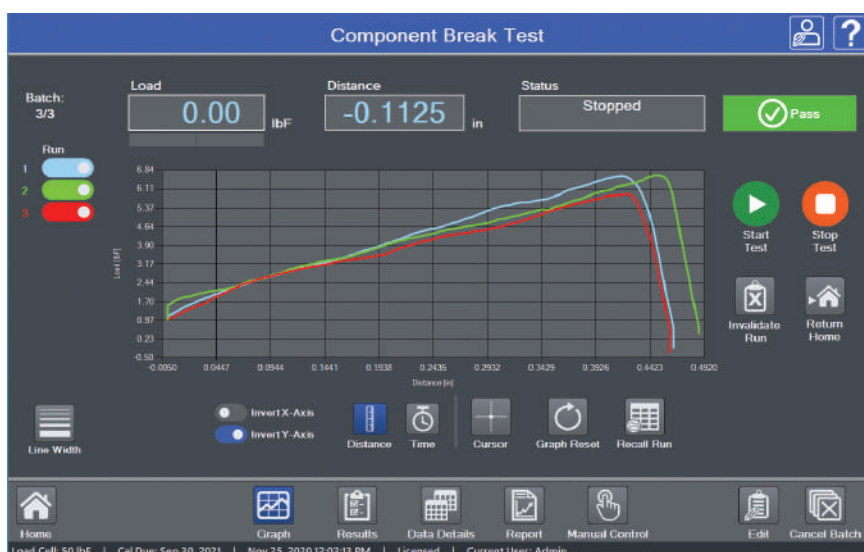 Component Break Test
?
Batch:
3/3
Load
0.00 lbF
Distance
-0.1125 in
Status
Stopped
Pass
Run
1
2
3
6.84
6.11
5.37
4.64
3.90
3.17
2.44
1.70
0.97
0.23
-0.50
Load [lbF]
-0.0050 0.0447 0.0944 0.1441 0.1938 0.2435 0.2932 0.3429 0.3926 0.4423 0.4920
Distance [in]
Start
Test
Stop
Test
Invalidate
Run
Return
Home
Line Width
Invert X-Axis
Invert Y-Axis
Distance
Time
Cursor
Graph Reset
Recall Run
Home
Graph
Results
Data Details
Report
Manual Control
Edit
Cancel Batch
Load Cell: 50 lbF | Cal Due: Sep 30, 2021 | Nov 25, 2020 12:03:13 PM | Licensed | Current User: Admin